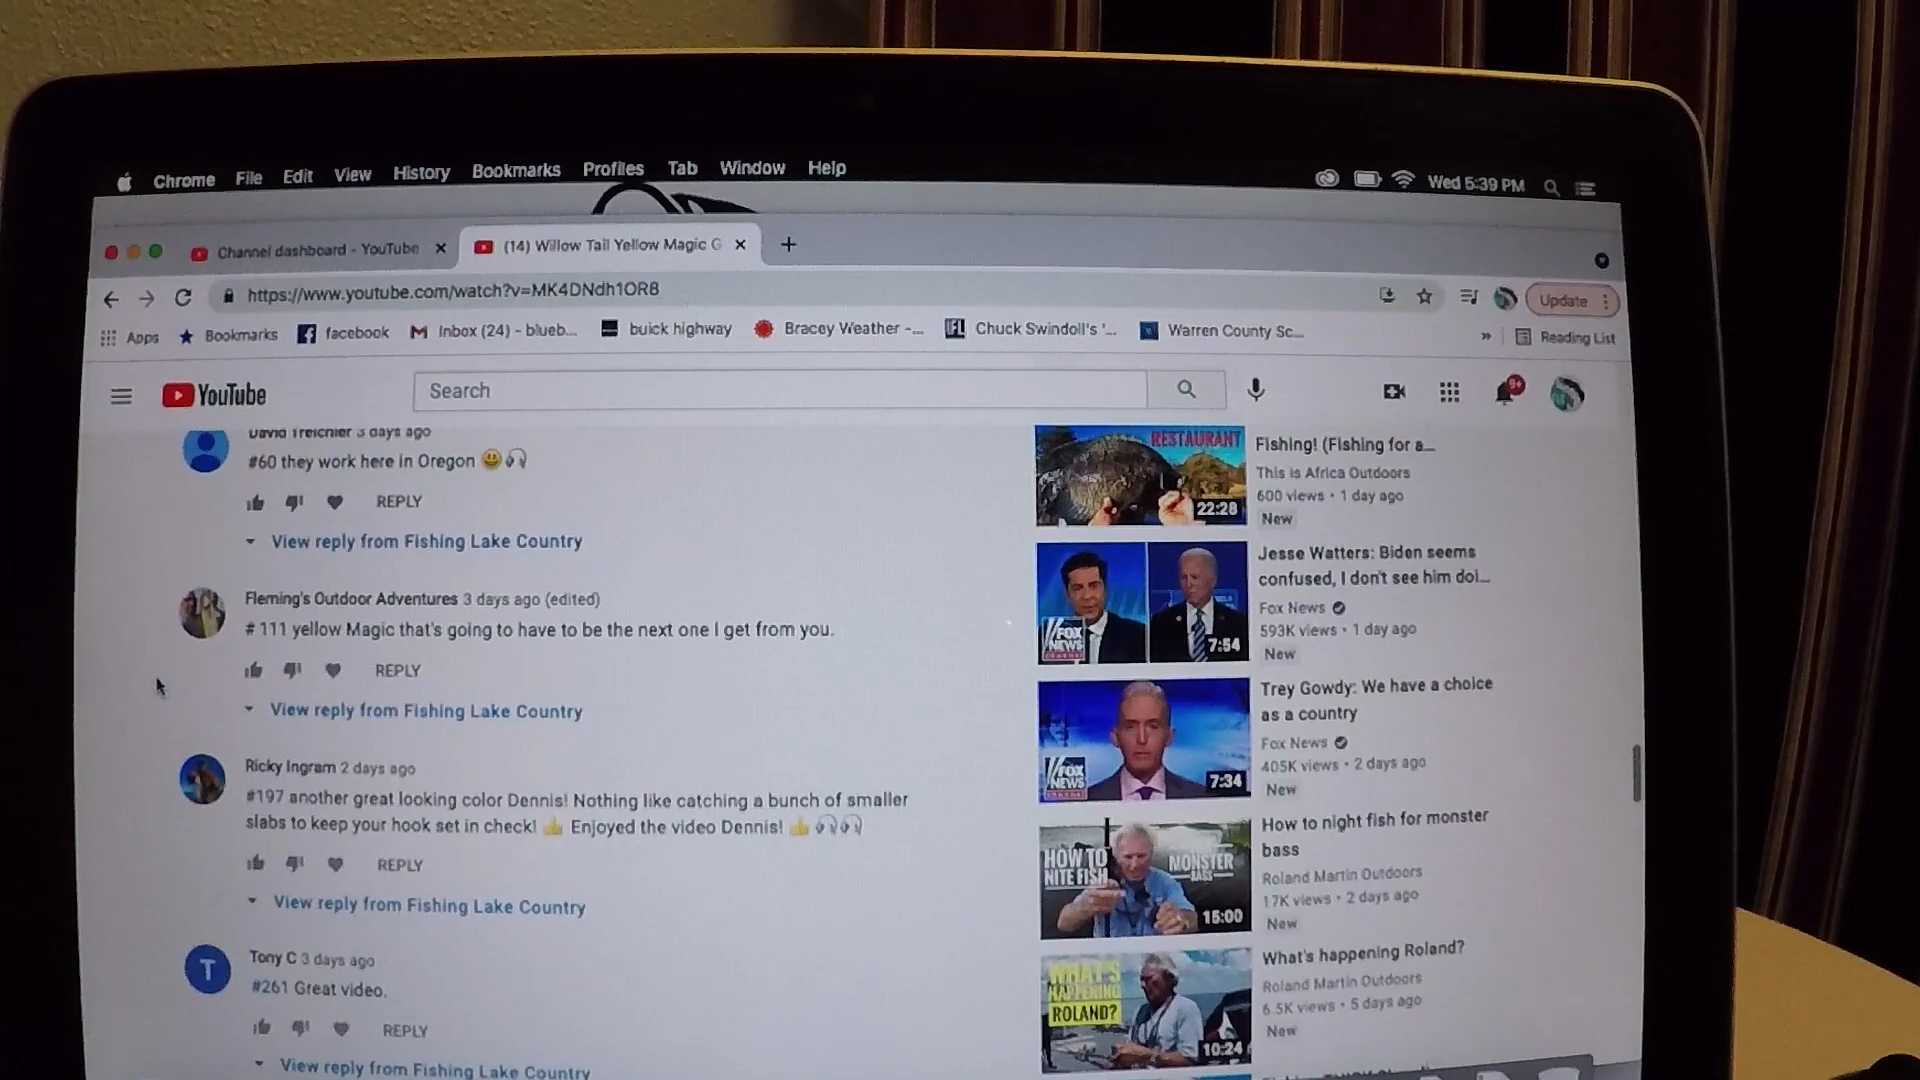 Chrome File Edit View History Bookmarks Profiles Tab Window Help
Wed 5:39 PM
Channel dashboard - YouTube
(14) Willow Tail Yellow Magic G
https://www.youtube.com/watch?v=MK4DNdh1OR8
Update
Apps
Bookmarks
facebook
Inbox (24) - blueb...
buick highway
Bracey Weather -...
IFL
Chuck Swindoll's '...
Warren County Sc...
»
Reading List
YouTube
Search
9+
David Treichler 3 days ago
#60 they work here in Oregon 😃🎣
REPLY
View reply from Fishing Lake Country
Fleming's Outdoor Adventures 3 days ago (edited)
# 111 yellow Magic that's going to have to be the next one I get from you.
REPLY
View reply from Fishing Lake Country
Ricky Ingram 2 days ago
#197 another great looking color Dennis! Nothing like catching a bunch of smaller
slabs to keep your hook set in check! 👍 Enjoyed the video Dennis! 👍🎣🎣
REPLY
View reply from Fishing Lake Country
T
Tony C 3 days ago
#261 Great video.
REPLY
View reply from Fishing Lake Country
RESTAURANT
22:28
Fishing! (Fishing for a...
This is Africa Outdoors
600 views • 1 day ago
New
FOX
NEWS
7:54
Jesse Watters: Biden seems
confused, I don't see him doi...
Fox News
593K views • 1 day ago
New
FOX
NEWS
7:34
Trey Gowdy: We have a choice
as a country
Fox News
405K views • 2 days ago
New
HOW TO
NITE FISH
MONSTER
BASS
15:00
How to night fish for monster
bass
Roland Martin Outdoors
17K views • 2 days ago
New
WHAT'S
HAPPENING
ROLAND?
10:24
What's happening Roland?
Roland Martin Outdoors
6.5K views • 5 days ago
New